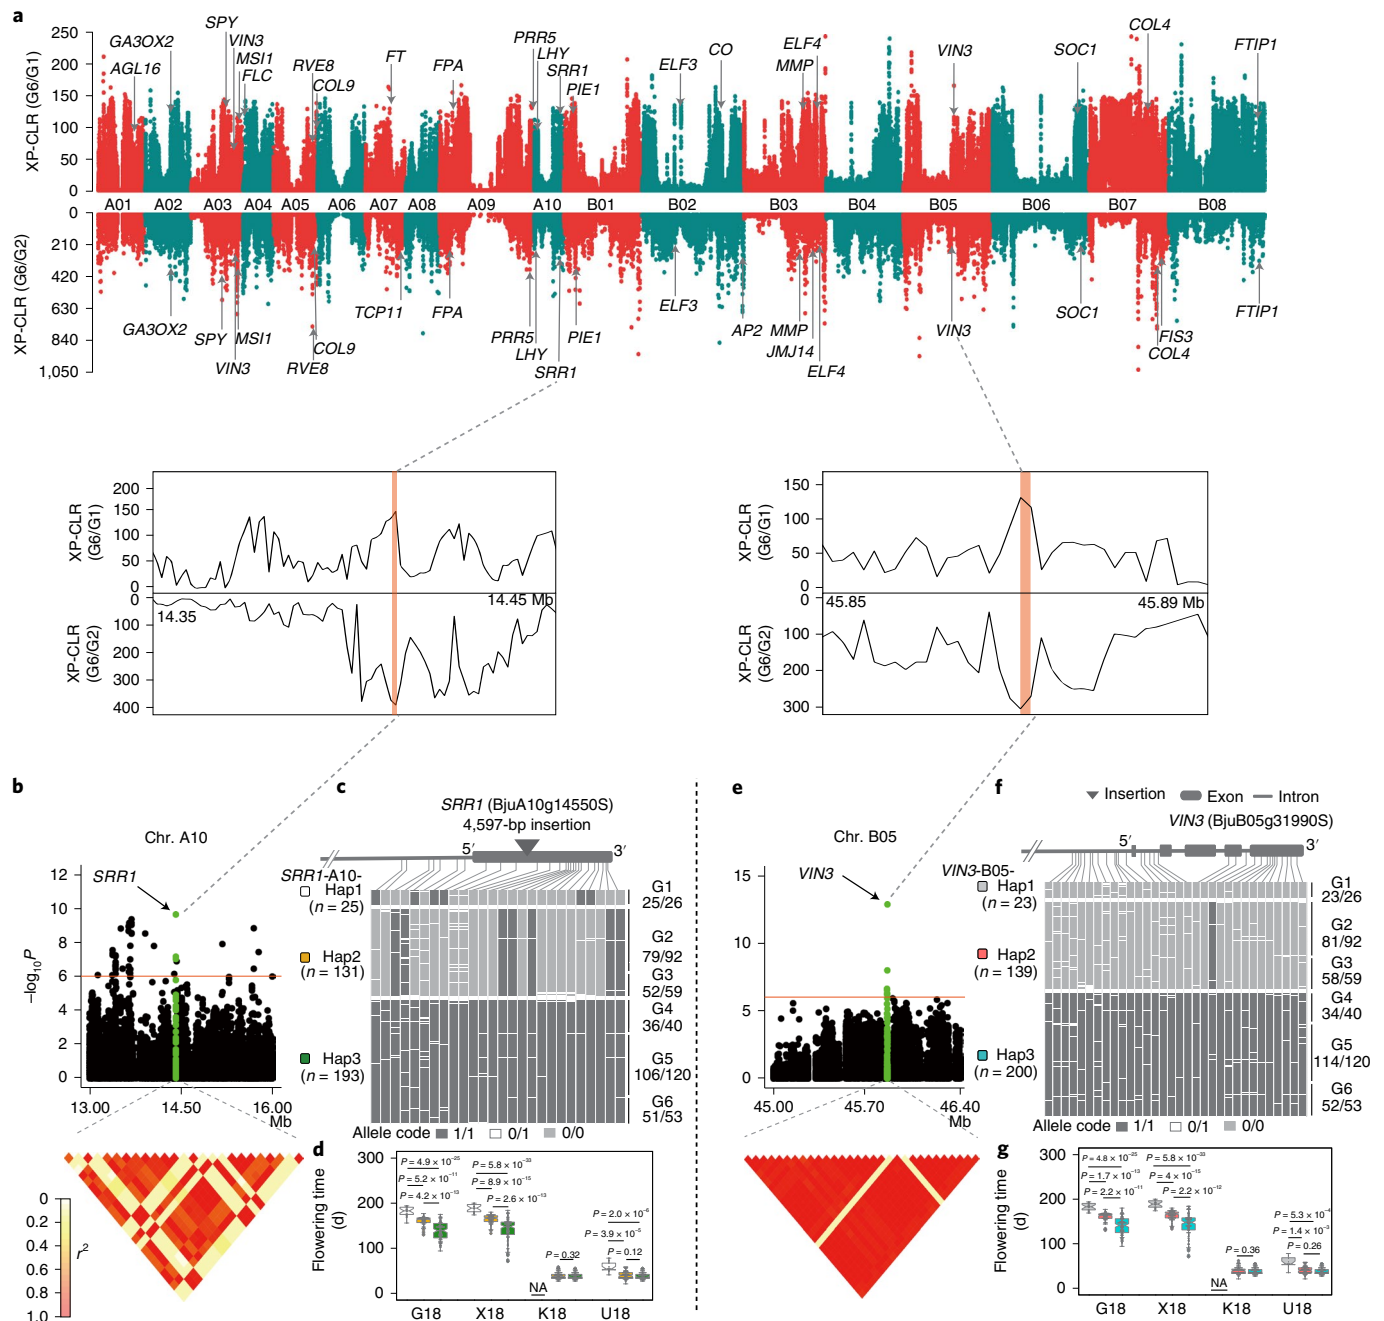 a
XP-CLR (G6/G1)
250
200
150
100
50
0
GA3OX2
AGL16
SPY
VIN3
MSI1
FLC
RVE8
COL9
FT
FPA
PRR5
LHY
SRR1
PIE1
ELF3
CO
ELF4
MMP
VIN3
SOC1
COL4
FTIP1
A01 A02 A03 A04 A05 A06 A07 A08 A09 A10 B01 B02 B03 B04 B05 B06 B07 B08
XP-CLR (G6/G2)
0
210
420
630
840
1,050
GA3OX2
SPY
VIN3
MSI1
RVE8
COL9
TCP11
FPA
PRR5
LHY
SRR1
PIE1
ELF3
AP2
MMP
JMJ14
ELF4
VIN3
SOC1
COL4
FIS3
FTIP1
XP-CLR
(G6/G1)
200
150
100
50
0
14.35
14.45 Mb
XP-CLR
(G6/G2)
0
100
200
300
400
XP-CLR
(G6/G1)
150
100
50
0
45.85
45.89 Mb
XP-CLR
(G6/G2)
0
100
200
300
b
Chr. A10
SRR1
–log10P
12
10
8
6
4
2
0
13.00 14.50 16.00
Mb
0
0.2
0.4
0.6
0.8
1.0
r2
c
SRR1 (BjuA10g14550S)
4,597-bp insertion
5′ 3′
SRR1-A10-
Hap1
(n = 25)
Hap2
(n = 131)
Hap3
(n = 193)
G1
25/26
G2
79/92
G3
52/59
G4
36/40
G5
106/120
G6
51/53
Allele code 1/1 0/1 0/0
d
Flowering time
(d)
300
200
100
0
P = 4.9 × 10−25
P = 5.2 × 10−11
P = 4.2 × 10−13
P = 5.8 × 10−33
P = 8.9 × 10−15
P = 2.6 × 10−13
NA
P = 0.32
P = 2.0 × 10−6
P = 3.9 × 10−5
P = 0.12
G18 X18 K18 U18
e
Chr. B05
VIN3
15
10
5
0
45.00 45.70 46.40
Mb
f
Insertion Exon Intron
VIN3 (BjuB05g31990S)
5′ 3′
VIN3-B05-
Hap1
(n = 23)
Hap2
(n = 139)
Hap3
(n = 200)
G1
23/26
G2
81/92
G3
58/59
G4
34/40
G5
114/120
G6
52/53
Allele code 1/1 0/1 0/0
g
Flowering time
(d)
300
200
100
0
P = 4.8 × 10−25
P = 1.7 × 10−13
P = 2.2 × 10−11
P = 5.8 × 10−33
P = 4 × 10−15
P = 2.2 × 10−12
NA
P = 0.36
P = 5.3 × 10−4
P = 1.4 × 10−3
P = 0.26
G18 X18 K18 U18